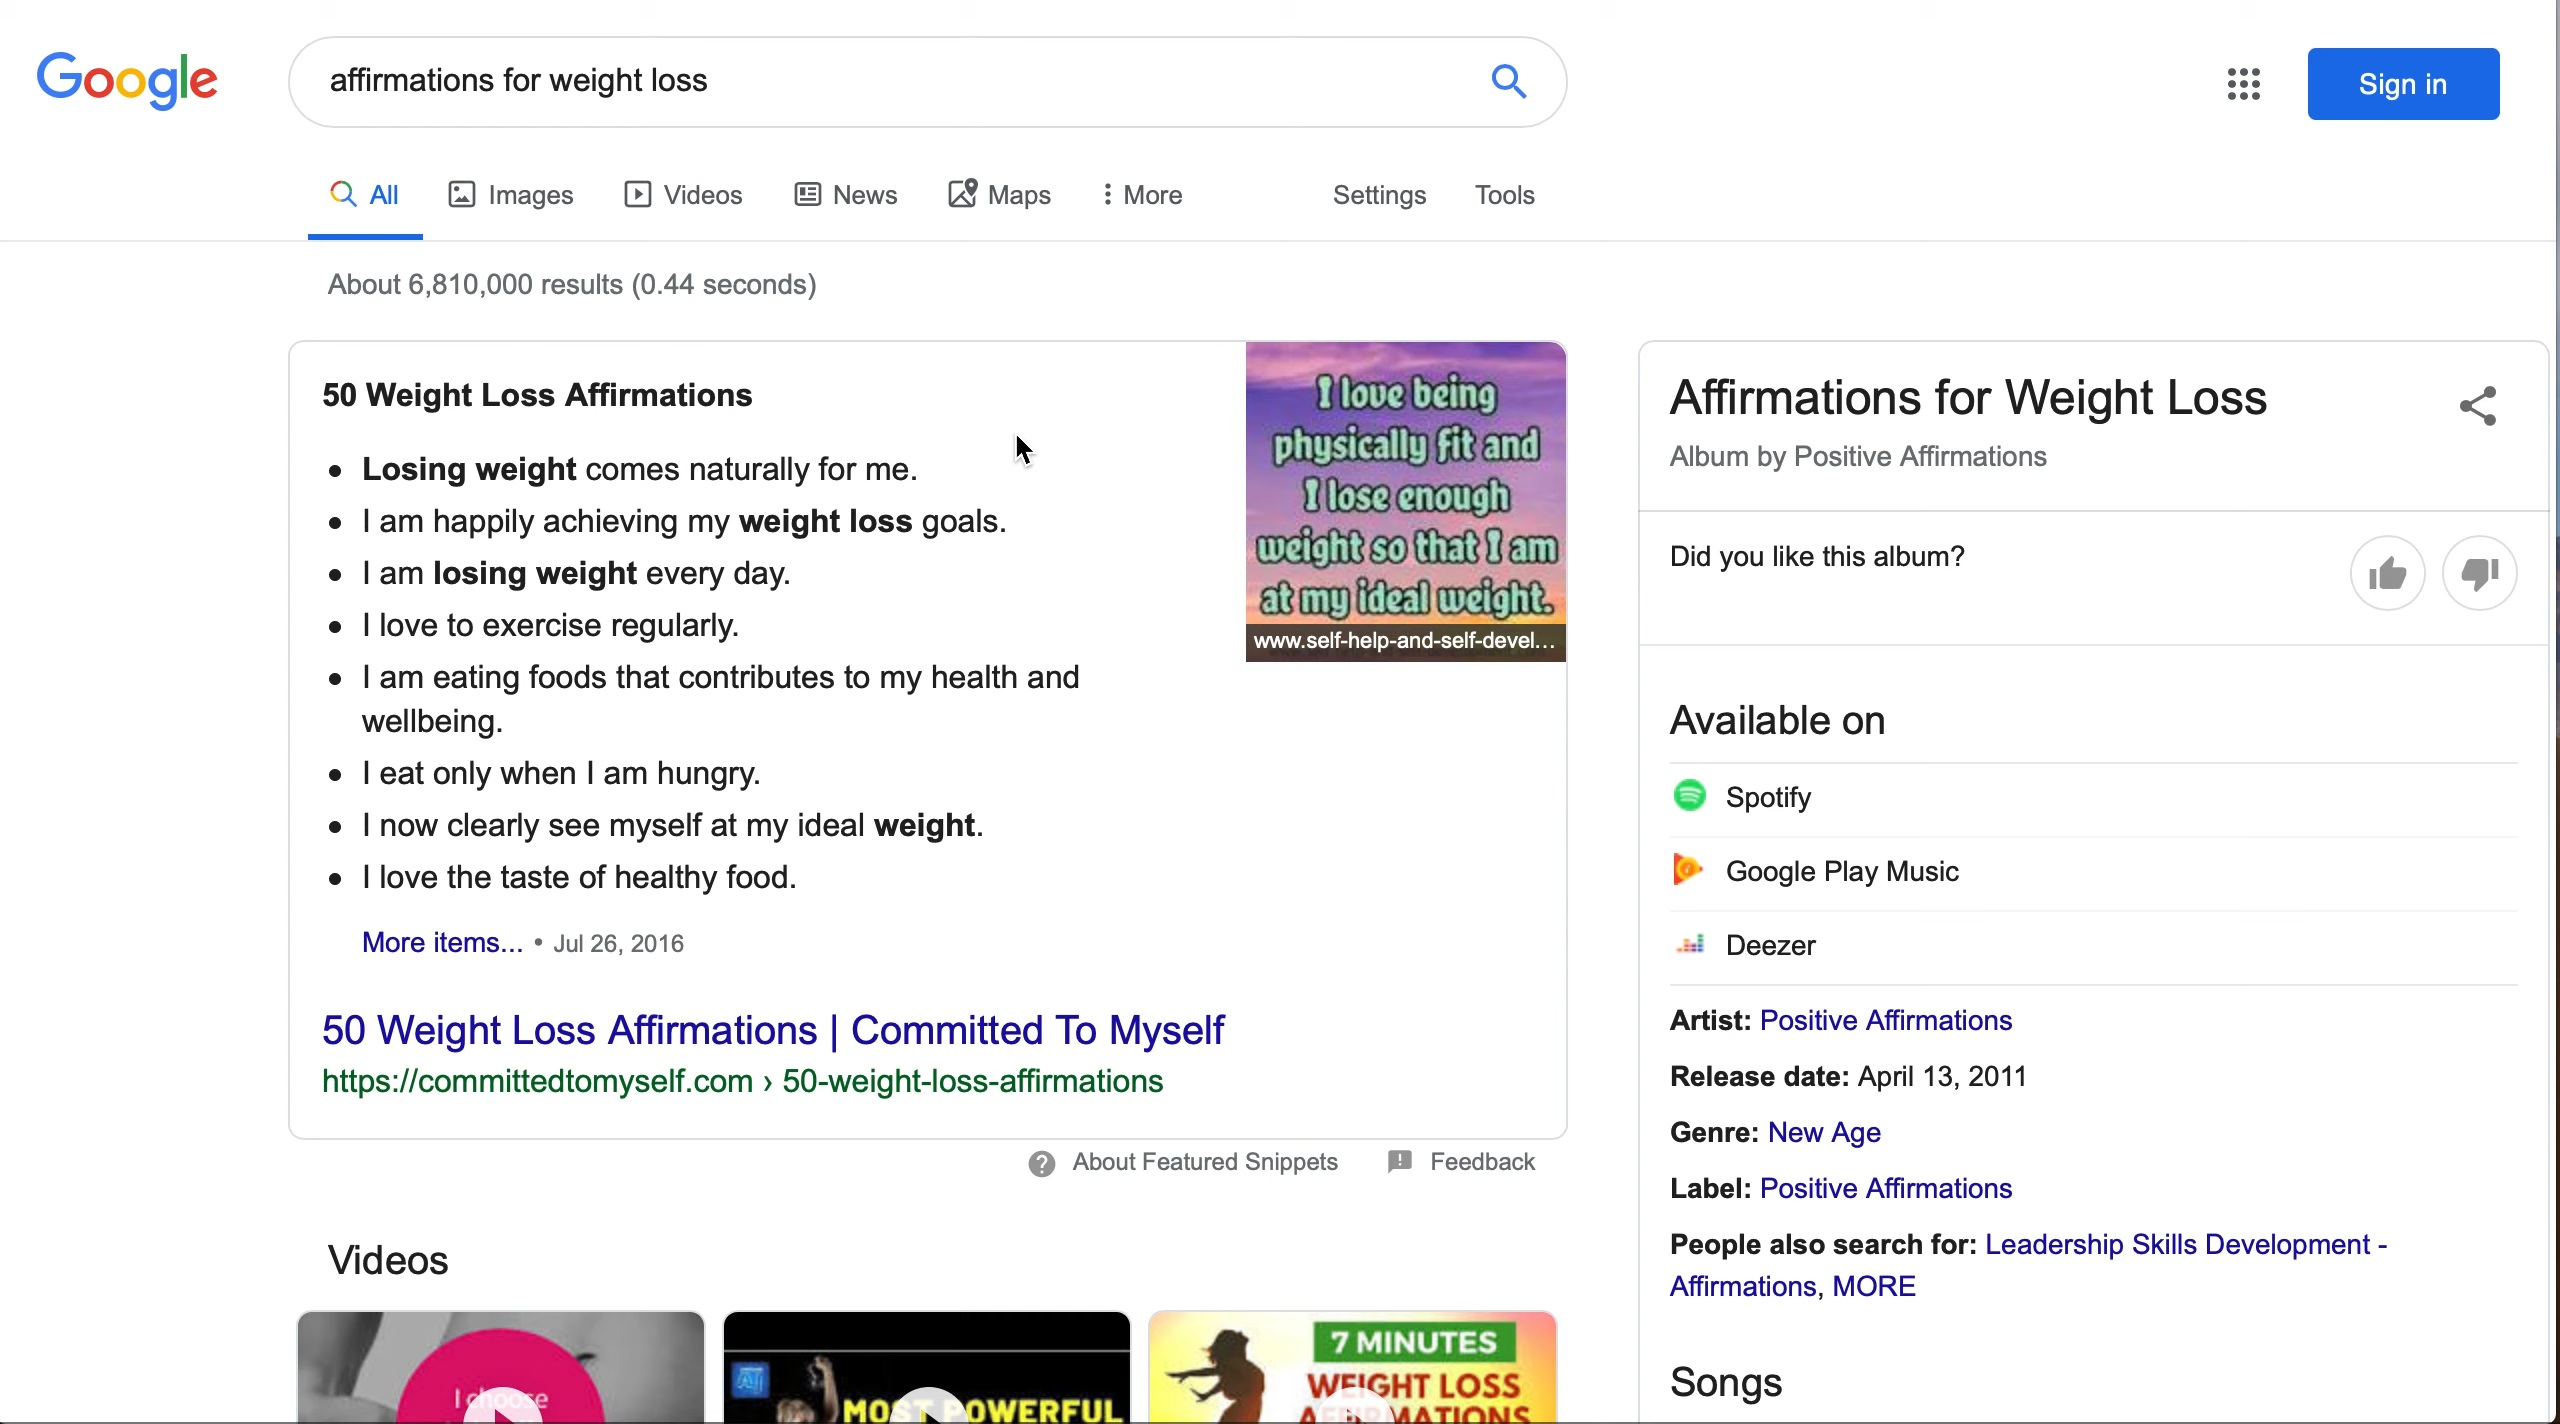 Google
affirmations for weight loss
Sign in
All
Images
Videos
News
Maps
More
Settings
Tools
About 6,810,000 results (0.44 seconds)
50 Weight Loss Affirmations
Losing weight comes naturally for me.
I am happily achieving my weight loss goals.
I am losing weight every day.
I love to exercise regularly.
I am eating foods that contributes to my health and
wellbeing.
I eat only when I am hungry.
I now clearly see myself at my ideal weight.
I love the taste of healthy food.
More items... • Jul 26, 2016
I love being
physically fit and
I lose enough
weight so that I am
at my ideal weight.
www.self-help-and-self-devel...
50 Weight Loss Affirmations | Committed To Myself
https://committedtomyself.com › 50-weight-loss-affirmations
About Featured Snippets
Feedback
Videos
I choose
MOST POWERFUL
7 MINUTES
WEIGHT LOSS
AFFIRMATIONS
Affirmations for Weight Loss
Album by Positive Affirmations
Did you like this album?
Available on
Spotify
Google Play Music
Deezer
Artist: Positive Affirmations
Release date: April 13, 2011
Genre: New Age
Label: Positive Affirmations
People also search for: Leadership Skills Development -
Affirmations, MORE
Songs